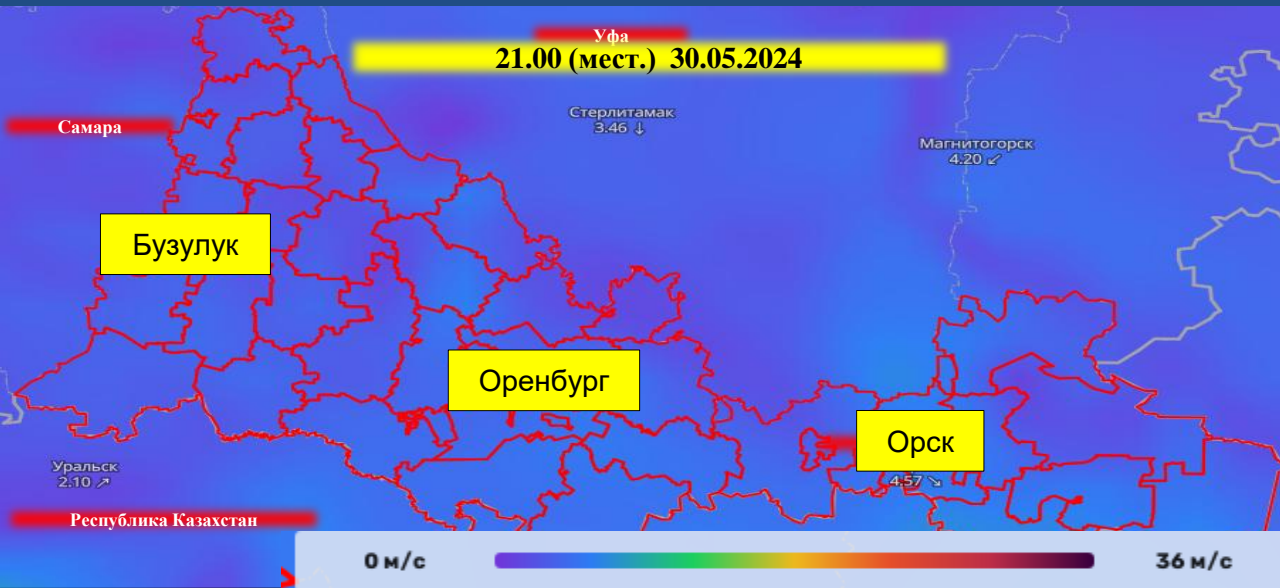 Уфа
21.00 (мест.) 30.05.2024
Стерлитамак
3.46 ↓
Самара
Магнитогорск
4.20 ↙
Бузулук
Оренбург
Орск
4.57 ↘
Уральск
2.10 ↗
Республика Казахстан
0 м/с
36 м/с